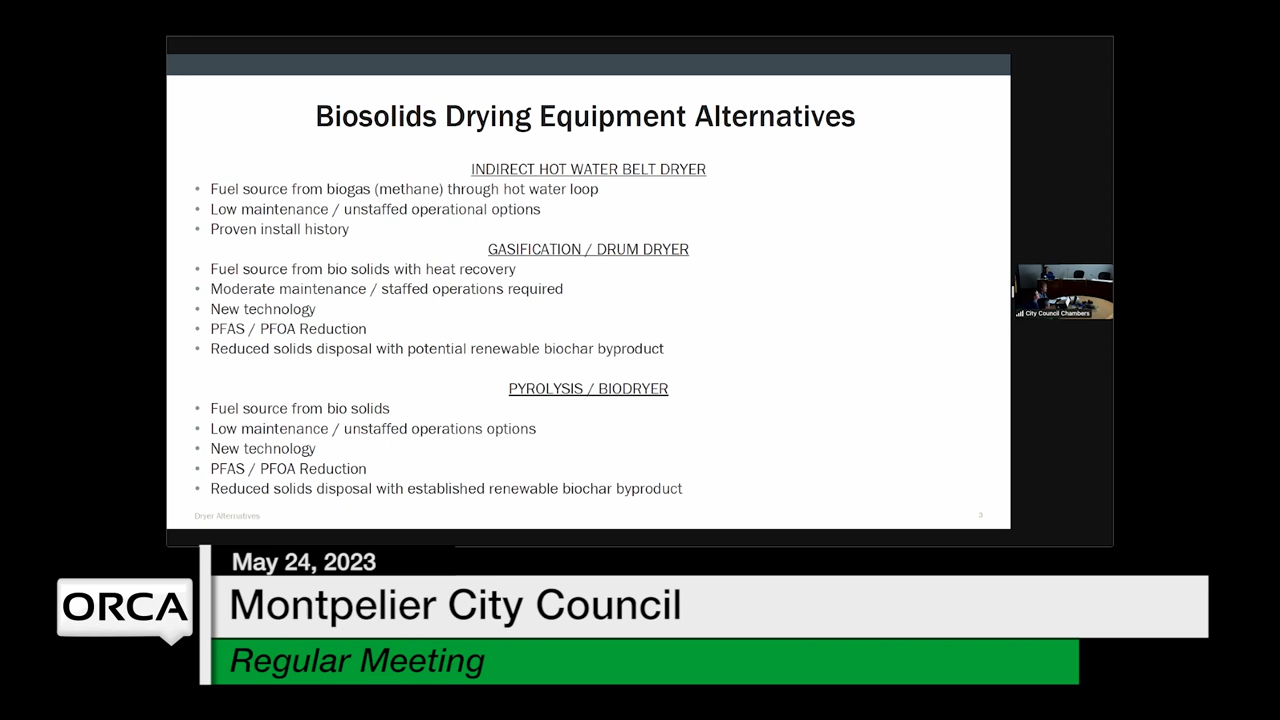 Biosolids Drying Equipment Alternatives
INDIRECT HOT WATER BELT DRYER
• Fuel source from biogas (methane) through hot water loop
• Low maintenance / unstaffed operational options
• Proven install history
GASIFICATION / DRUM DRYER
• Fuel source from bio solids with heat recovery
• Moderate maintenance / staffed operations required
• New technology
• PFAS / PFOA Reduction
• Reduced solids disposal with potential renewable biochar byproduct
PYROLYSIS / BIODRYER
• Fuel source from bio solids
• Low maintenance / unstaffed operations options
• New technology
• PFAS / PFOA Reduction
• Reduced solids disposal with established renewable biochar byproduct
Dryer Alternatives
3
City Council Chambers
May 24, 2023
ORCA
Montpelier City Council
Regular Meeting